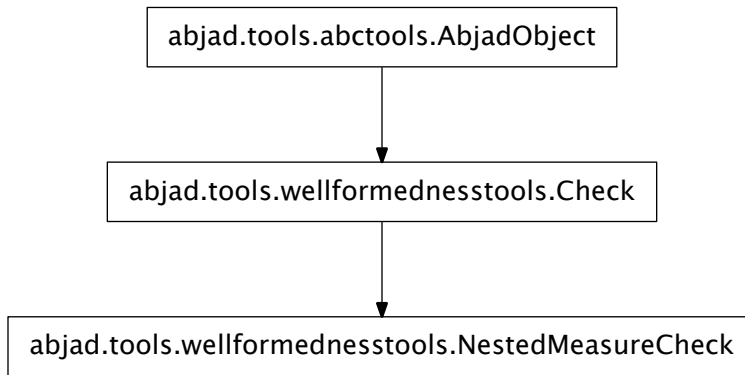 abjad.tools.abctools.AbjadObject
abjad.tools.wellformednesstools.Check
abjad.tools.wellformednesstools.NestedMeasureCheck